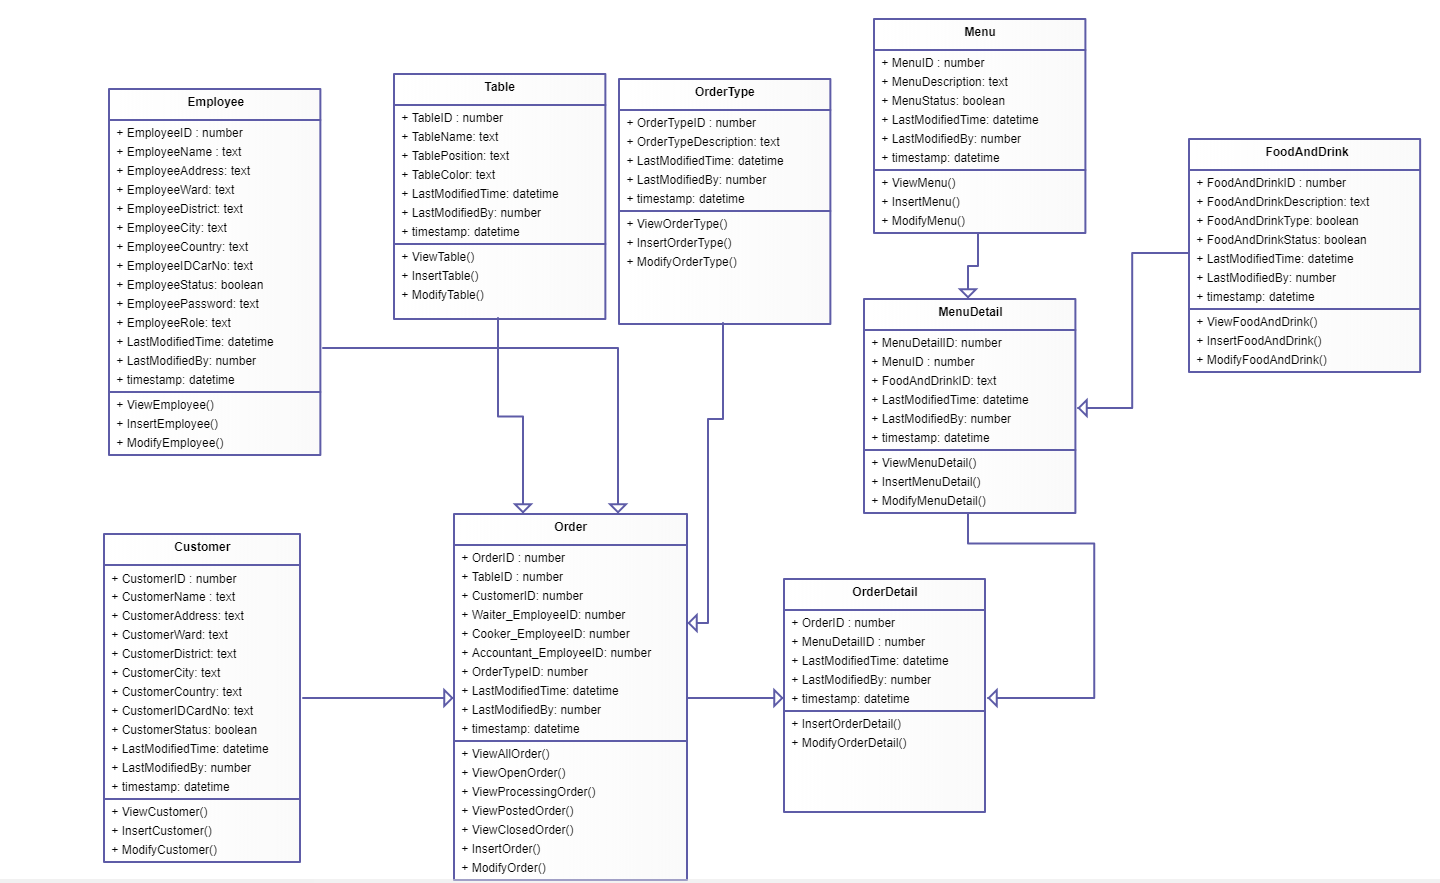 Employee
+ EmployeeID : number
+ EmployeeName : text
+ EmployeeAddress: text
+ EmployeeWard: text
+ EmployeeDistrict: text
+ EmployeeCity: text
+ EmployeeCountry: text
+ EmployeeIDCarNo: text
+ EmployeeStatus: boolean
+ EmployeePassword: text
+ EmployeeRole: text
+ LastModifiedTime: datetime
+ LastModifiedBy: number
+ timestamp: datetime
+ ViewEmployee()
+ InsertEmployee()
+ ModifyEmployee()
Table
+ TableID : number
+ TableName: text
+ TablePosition: text
+ TableColor: text
+ LastModifiedTime: datetime
+ LastModifiedBy: number
+ timestamp: datetime
+ ViewTable()
+ InsertTable()
+ ModifyTable()
OrderType
+ OrderTypeID : number
+ OrderTypeDescription: text
+ LastModifiedTime: datetime
+ LastModifiedBy: number
+ timestamp: datetime
+ ViewOrderType()
+ InsertOrderType()
+ ModifyOrderType()
Menu
+ MenuID : number
+ MenuDescription: text
+ MenuStatus: boolean
+ LastModifiedTime: datetime
+ LastModifiedBy: number
+ timestamp: datetime
+ ViewMenu()
+ InsertMenu()
+ ModifyMenu()
FoodAndDrink
+ FoodAndDrinkID : number
+ FoodAndDrinkDescription: text
+ FoodAndDrinkType: boolean
+ FoodAndDrinkStatus: boolean
+ LastModifiedTime: datetime
+ LastModifiedBy: number
+ timestamp: datetime
+ ViewFoodAndDrink()
+ InsertFoodAndDrink()
+ ModifyFoodAndDrink()
MenuDetail
+ MenuDetailID: number
+ MenuID : number
+ FoodAndDrinkID: text
+ LastModifiedTime: datetime
+ LastModifiedBy: number
+ timestamp: datetime
+ ViewMenuDetail()
+ InsertMenuDetail()
+ ModifyMenuDetail()
Customer
+ CustomerID : number
+ CustomerName : text
+ CustomerAddress: text
+ CustomerWard: text
+ CustomerDistrict: text
+ CustomerCity: text
+ CustomerCountry: text
+ CustomerIDCardNo: text
+ CustomerStatus: boolean
+ LastModifiedTime: datetime
+ LastModifiedBy: number
+ timestamp: datetime
+ ViewCustomer()
+ InsertCustomer()
+ ModifyCustomer()
Order
+ OrderID : number
+ TableID : number
+ CustomerID: number
+ Waiter_EmployeeID: number
+ Cooker_EmployeeID: number
+ Accountant_EmployeeID: number
+ OrderTypeID: number
+ LastModifiedTime: datetime
+ LastModifiedBy: number
+ timestamp: datetime
+ ViewAllOrder()
+ ViewOpenOrder()
+ ViewProcessingOrder()
+ ViewPostedOrder()
+ ViewClosedOrder()
+ InsertOrder()
+ ModifyOrder()
OrderDetail
+ OrderID : number
+ MenuDetailID : number
+ LastModifiedTime: datetime
+ LastModifiedBy: number
+ timestamp: datetime
+ InsertOrderDetail()
+ ModifyOrderDetail()